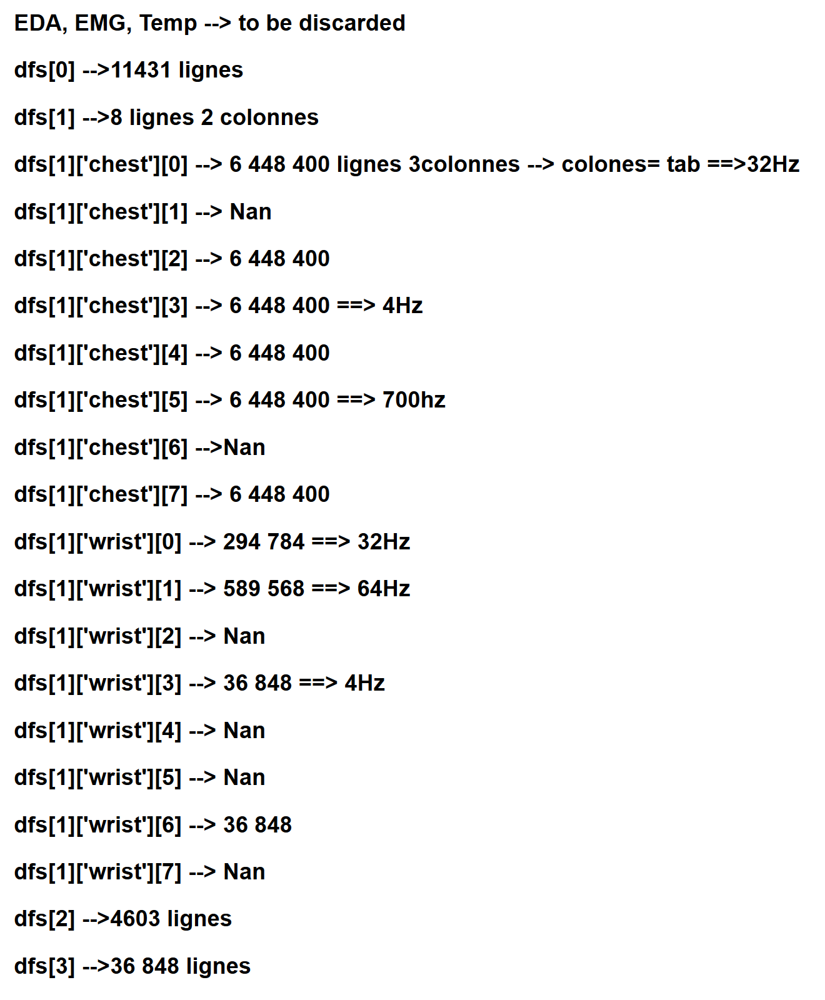 EDA, EMG, Temp --> to be discarded
dfs[0] -->11431 lignes
dfs[1] -->8 lignes 2 colonnes
dfs[1]['chest'][0] --> 6 448 400 lignes 3colonnes --> colones= tab ==>32Hz
dfs[1]['chest'][1] --> Nan
dfs[1]['chest'][2] --> 6 448 400
dfs[1]['chest'][3] --> 6 448 400 ==> 4Hz
dfs[1]['chest'][4] --> 6 448 400
dfs[1]['chest'][5] --> 6 448 400 ==> 700hz
dfs[1]['chest'][6] -->Nan
dfs[1]['chest'][7] --> 6 448 400
dfs[1]['wrist'][0] --> 294 784 ==> 32Hz
dfs[1]['wrist'][1] --> 589 568 ==> 64Hz
dfs[1]['wrist'][2] --> Nan
dfs[1]['wrist'][3] --> 36 848 ==> 4Hz
dfs[1]['wrist'][4] --> Nan
dfs[1]['wrist'][5] --> Nan
dfs[1]['wrist'][6] --> 36 848
dfs[1]['wrist'][7] --> Nan
dfs[2] -->4603 lignes
dfs[3] -->36 848 lignes